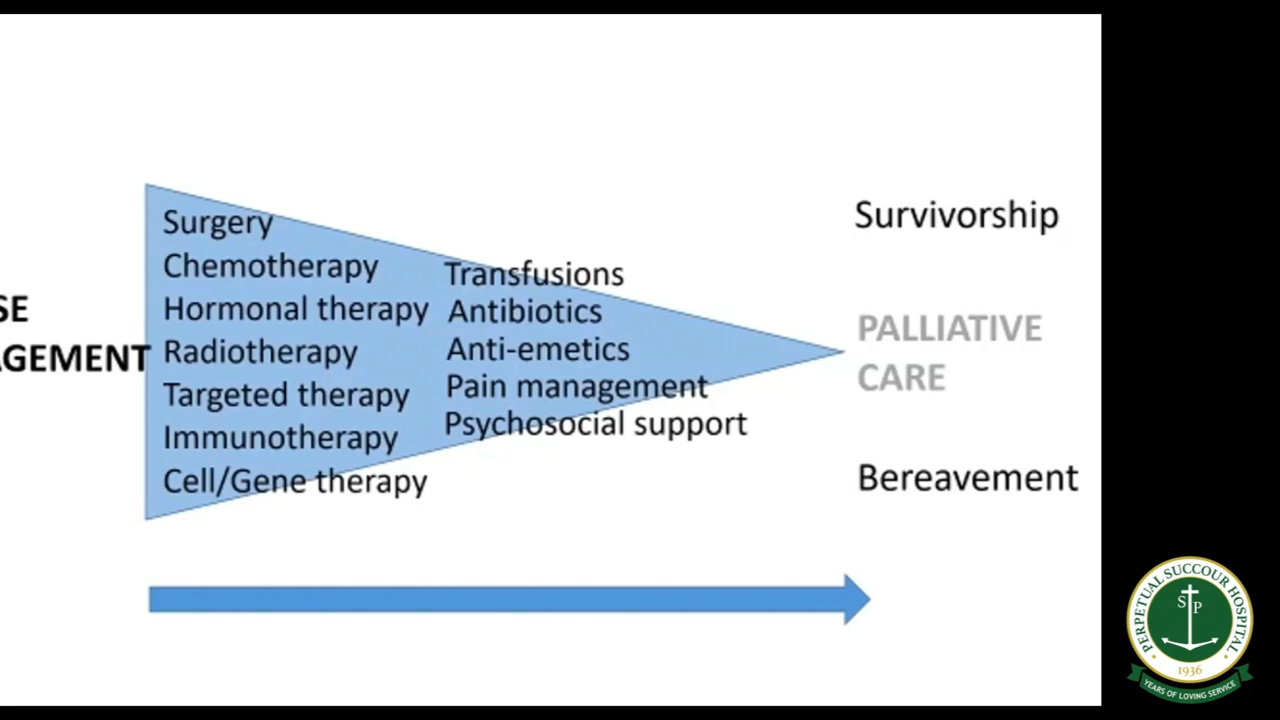 SE
AGEMENT
Surgery
Chemotherapy
Hormonal therapy
Radiotherapy
Targeted therapy
Immunotherapy
Cell/Gene therapy
Transfusions
Antibiotics
Anti-emetics
Pain management
Psychosocial support
Survivorship
PALLIATIVE
CARE
Bereavement
PERPETUAL SUCCOUR HOSPITAL
SP
1936
YEARS OF LOVING SERVICE